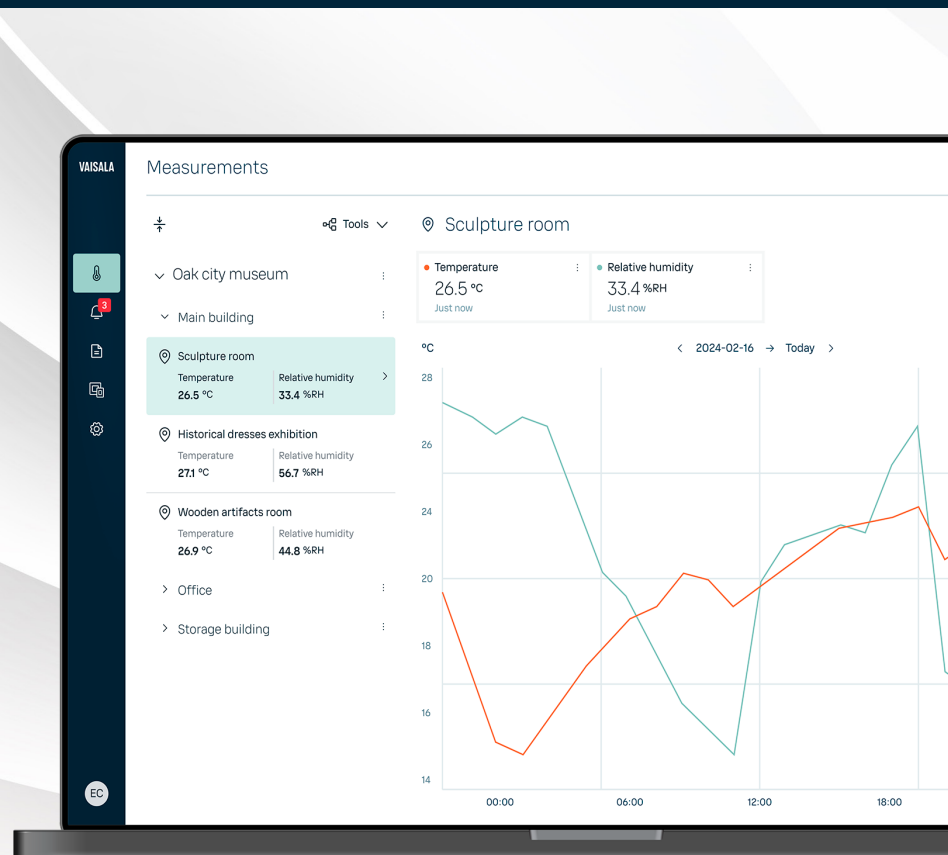 VAISALA
Measurements
3
EC
Tools
Oak city museum
Main building
Sculpture room
Temperature Relative humidity
26.5 °C 33.4 %RH
Historical dresses exhibition
Temperature Relative humidity
27.1 °C 56.7 %RH
Wooden artifacts room
Temperature Relative humidity
26.9 °C 44.8 %RH
Office
Storage building
Sculpture room
Temperature Relative humidity
26.5 °C 33.4 %RH
Just now Just now
°C 2024-02-16 → Today
28
26
24
20
18
16
14
00:00 06:00 12:00 18:00